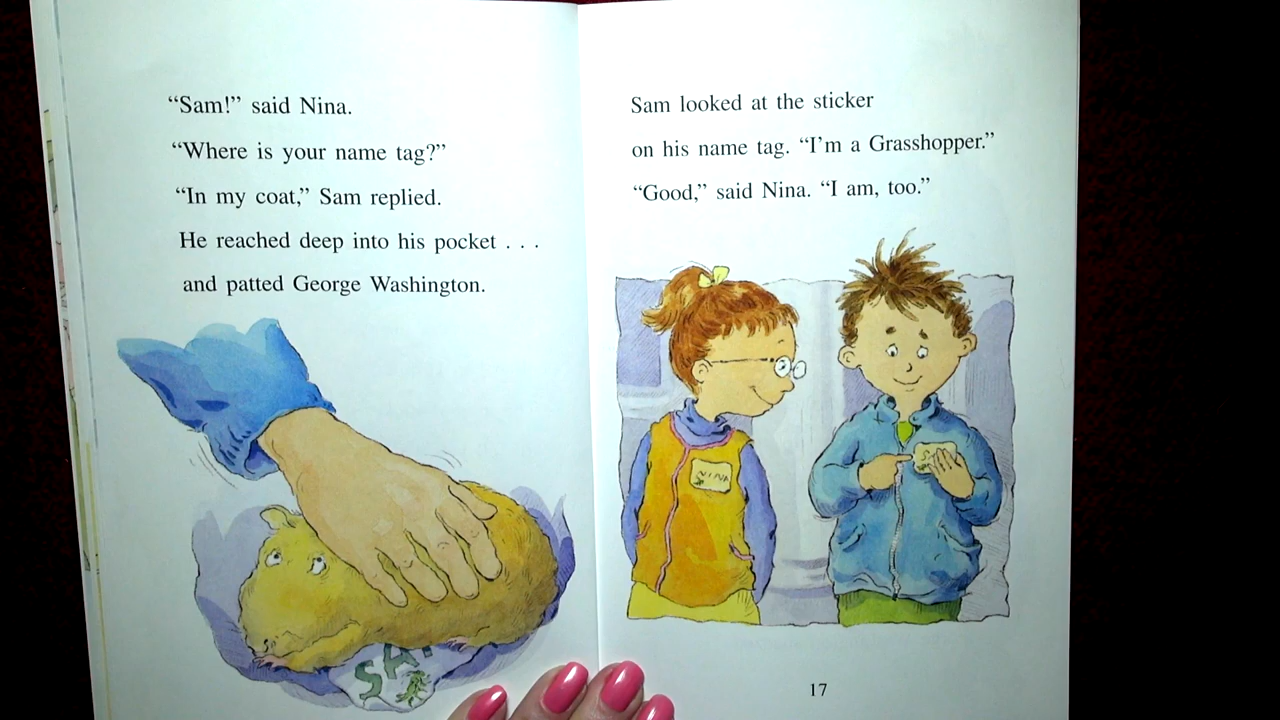 “Sam!” said Nina.
“Where is your name tag?”
“In my coat,” Sam replied.
He reached deep into his pocket . . .
and patted George Washington.
SA
Sam looked at the sticker
on his name tag. “I’m a Grasshopper.”
“Good,” said Nina. “I am, too.”
NINA
17